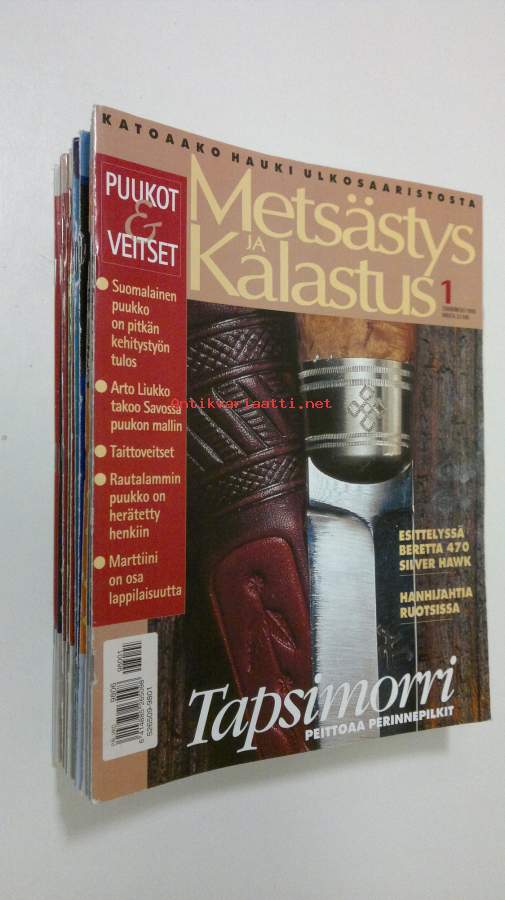 KATOAAKO HAUKI ULKOSAARISTOSTA
PUUKOT
&
VEITSET
Metsästys
JA
Kalastus
1
• Suomalainen
puukko
on pitkän
kehitystyön
tulos
• Arto Liukko
takoo Savossa
puukon mallin
• Taittoveitset
• Rautalammin
puukko on
herätetty
henkiin
• Marttiini
on osa
lappilaisuutta
Antikvariaatti.net
ESITTELYSSÄ
BERETTA 470
SILVER HAWK
HANHIJAHTIA
RUOTSISSA
Tapsimorri
PEITTOAA PERINNEPILKIT
526509-9801